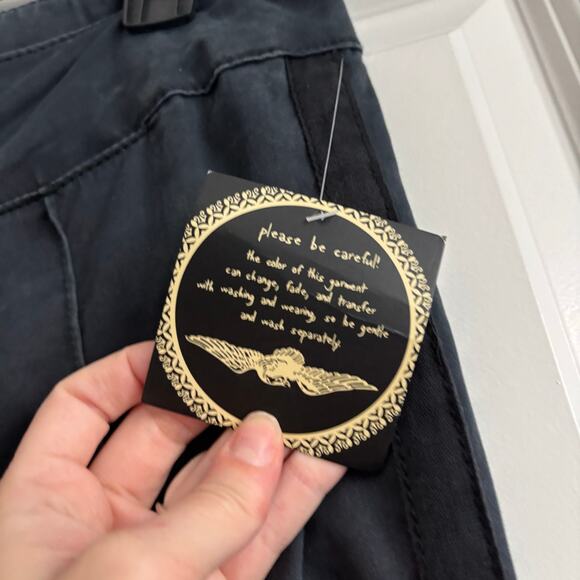 please be careful!
the color of this garment
can change, fade, and transfer
with washing and wearing, so be gentle
and wash separately.